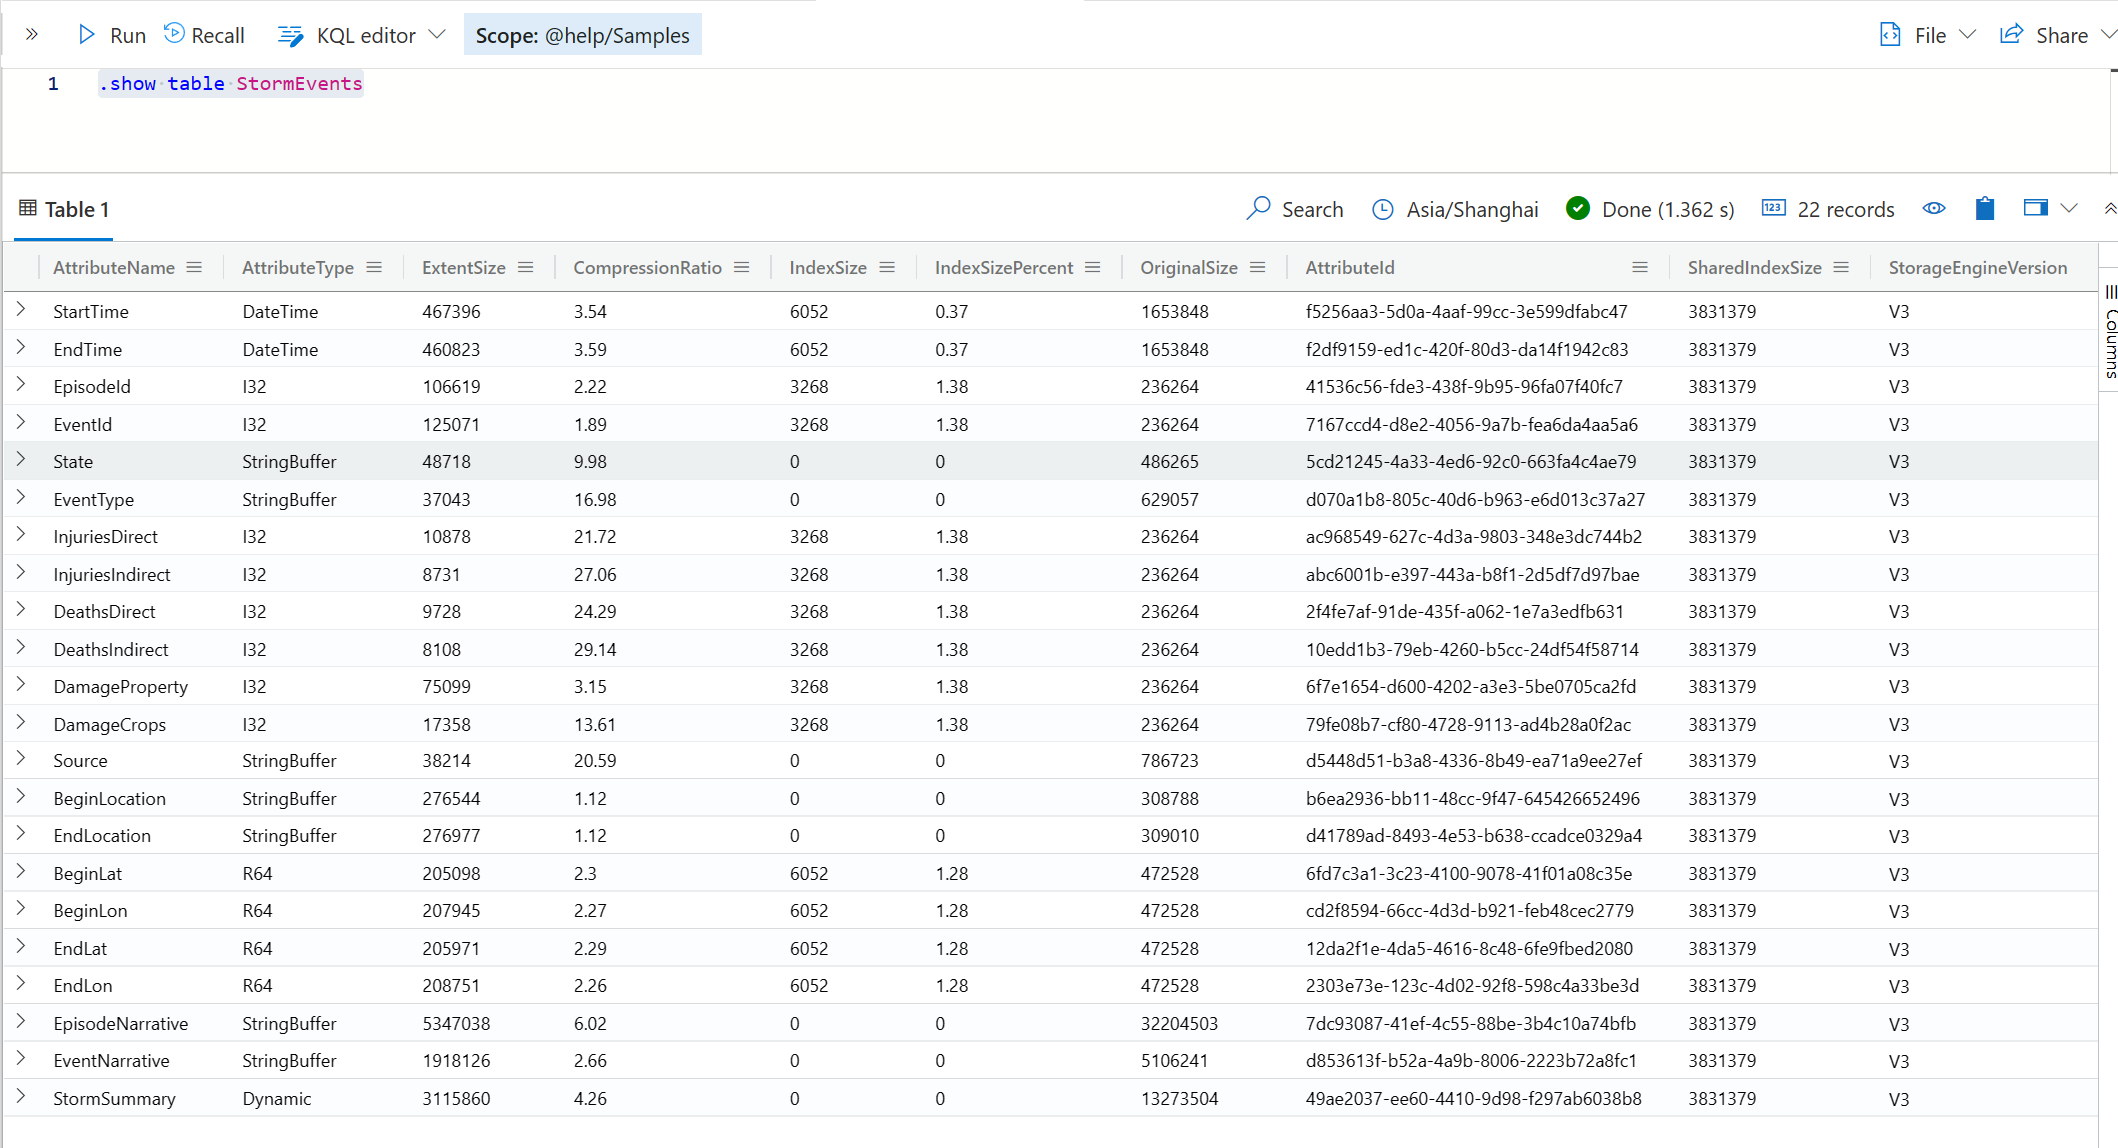 Run Recall KQL editor Scope: @help/Samples File Share
1 .show table StormEvents
Table 1 Search Asia/Shanghai Done (1.362 s) 123 22 records
AttributeName AttributeType ExtentSize CompressionRatio IndexSize IndexSizePercent OriginalSize AttributeId SharedIndexSize StorageEngineVersion
StartTime DateTime 467396 3.54 6052 0.37 1653848 f5256aa3-5d0a-4aaf-99cc-3e599dfabc47 3831379 V3
EndTime DateTime 460823 3.59 6052 0.37 1653848 f2df9159-ed1c-420f-80d3-da14f1942c83 3831379 V3
EpisodeId I32 106619 2.22 3268 1.38 236264 41536c56-fde3-438f-9b95-96fa07f40fc7 3831379 V3
EventId I32 125071 1.89 3268 1.38 236264 7167ccd4-d8e2-4056-9a7b-fea6da4aa5a6 3831379 V3
State StringBuffer 48718 9.98 0 0 486265 5cd21245-4a33-4ed6-92c0-663fa4c4ae79 3831379 V3
EventType StringBuffer 37043 16.98 0 0 629057 d070a1b8-805c-40d6-b963-e6d013c37a27 3831379 V3
InjuriesDirect I32 10878 21.72 3268 1.38 236264 ac968549-627c-4d3a-9803-348e3dc744b2 3831379 V3
InjuriesIndirect I32 8731 27.06 3268 1.38 236264 abc6001b-e397-443a-b8f1-2d5df7d97bae 3831379 V3
DeathsDirect I32 9728 24.29 3268 1.38 236264 2f4fe7af-91de-435f-a062-1e7a3edfb631 3831379 V3
DeathsIndirect I32 8108 29.14 3268 1.38 236264 10edd1b3-79eb-4260-b5cc-24df54f58714 3831379 V3
DamageProperty I32 75099 3.15 3268 1.38 236264 6f7e1654-d600-4202-a3e3-5be0705ca2fd 3831379 V3
DamageCrops I32 17358 13.61 3268 1.38 236264 79fe08b7-cf80-4728-9113-ad4b28a0f2ac 3831379 V3
Source StringBuffer 38214 20.59 0 0 786723 d5448d51-b3a8-4336-8b49-ea71a9ee27ef 3831379 V3
BeginLocation StringBuffer 276544 1.12 0 0 308788 b6ea2936-bb11-48cc-9f47-645426652496 3831379 V3
EndLocation StringBuffer 276977 1.12 0 0 309010 d41789ad-8493-4e53-b638-ccadce0329a4 3831379 V3
BeginLat R64 205098 2.3 6052 1.28 472528 6fd7c3a1-3c23-4100-9078-41f01a08c35e 3831379 V3
BeginLon R64 207945 2.27 6052 1.28 472528 cd2f8594-66cc-4d3d-b921-feb48cec2779 3831379 V3
EndLat R64 205971 2.29 6052 1.28 472528 12da2f1e-4da5-4616-8c48-6fe9fbed2080 3831379 V3
EndLon R64 208751 2.26 6052 1.28 472528 2303e73e-123c-4d02-92f8-598c4a33be3d 3831379 V3
EpisodeNarrative StringBuffer 5347038 6.02 0 0 32204503 7dc93087-41ef-4c55-88be-3b4c10a74bfb 3831379 V3
EventNarrative StringBuffer 1918126 2.66 0 0 5106241 d853613f-b52a-4a9b-8006-2223b72a8fc1 3831379 V3
StormSummary Dynamic 3115860 4.26 0 0 13273504 49ae2037-ee60-4410-9d98-f297ab6038b8 3831379 V3
Columns